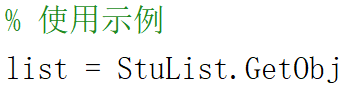 % 使用示例
list = StuList.GetObj